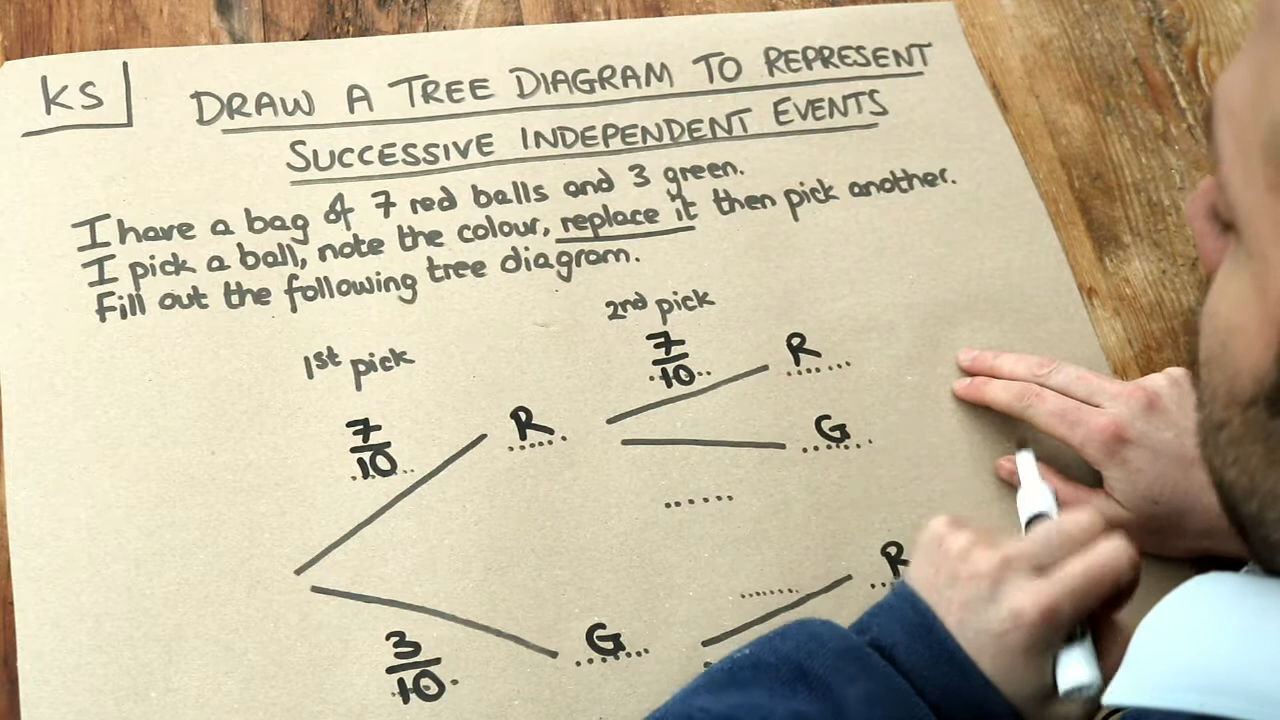 KS
DRAW A TREE DIAGRAM TO REPRESENT
SUCCESSIVE INDEPENDENT EVENTS
I have a bag of 7 red balls and 3 green.
I pick a ball, note the colour, replace it then pick another.
Fill out the following tree diagram.
1st pick
2nd pick
7/10
R
7/10
R
G
3/10
G
R